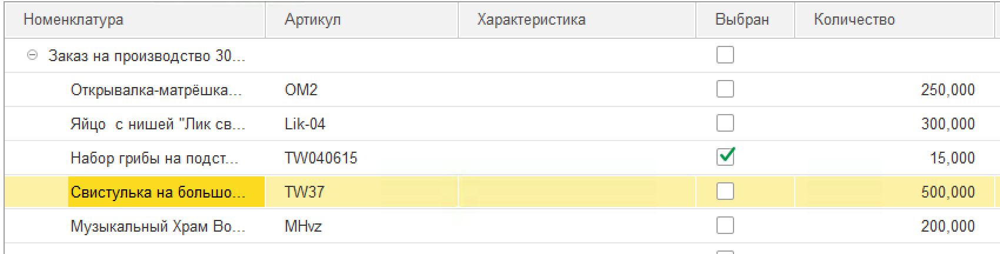 Номенклатура Артикул Характеристика Выбран Количество
Заказ на производство 30...
Открывалка-матрёшка... OM2 250,000
Яйцо с нишей "Лик св... Lik-04 300,000
Набор грибы на подст... TW040615 15,000
Свистулька на большо... TW37 500,000
Музыкальный Храм Во... MHvz 200,000